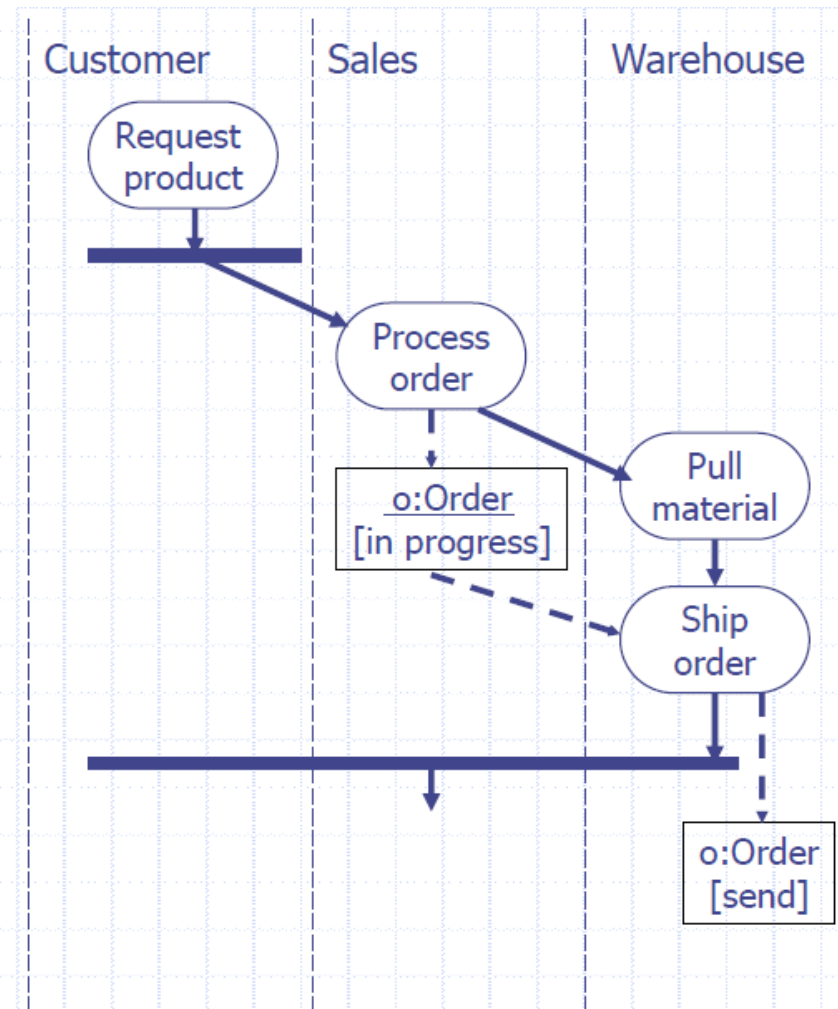 Customer
Sales
Warehouse
Request
product
Process
order
o:Order
[in progress]
Pull
material
Ship
order
o:Order
[send]